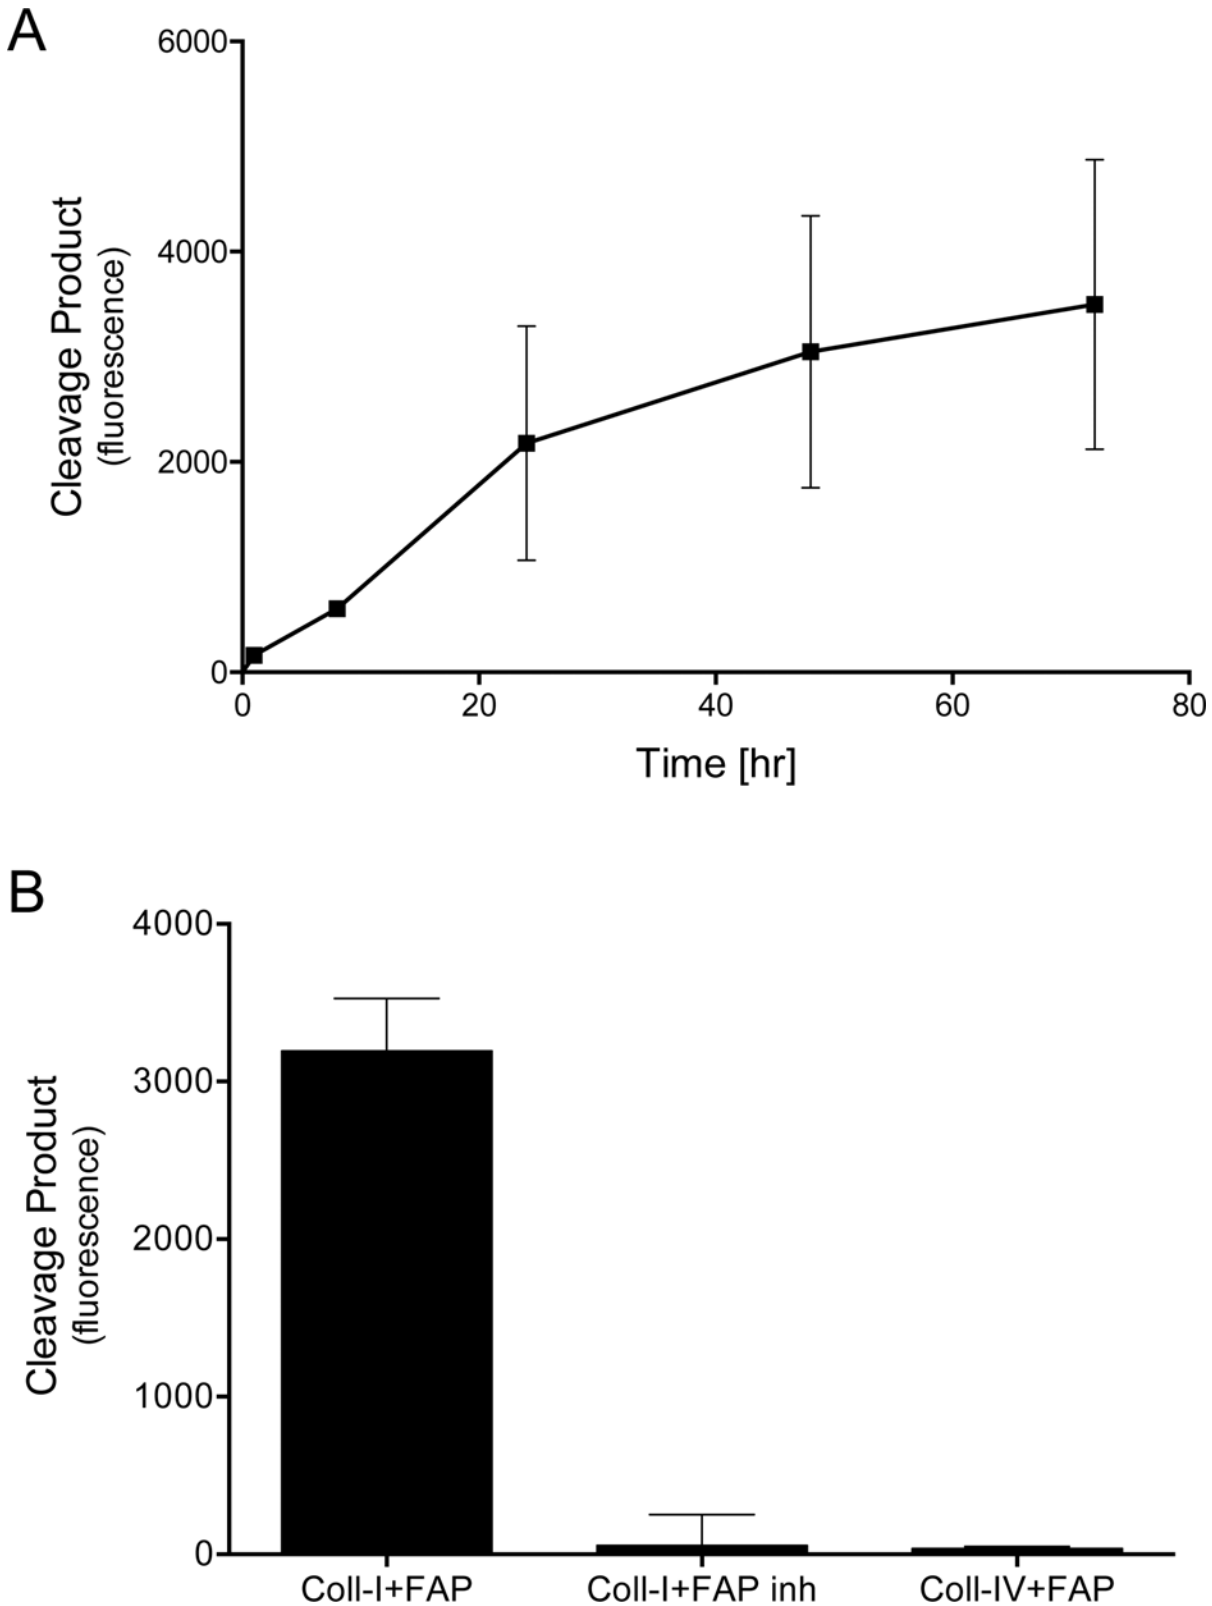 A
6000
4000
2000
0
Cleavage Product
(fluorescence)
0 20 40 60 80
Time [hr]
B
4000
3000
2000
1000
0
Cleavage Product
(fluorescence)
Coll-I+FAP Coll-I+FAP inh Coll-IV+FAP